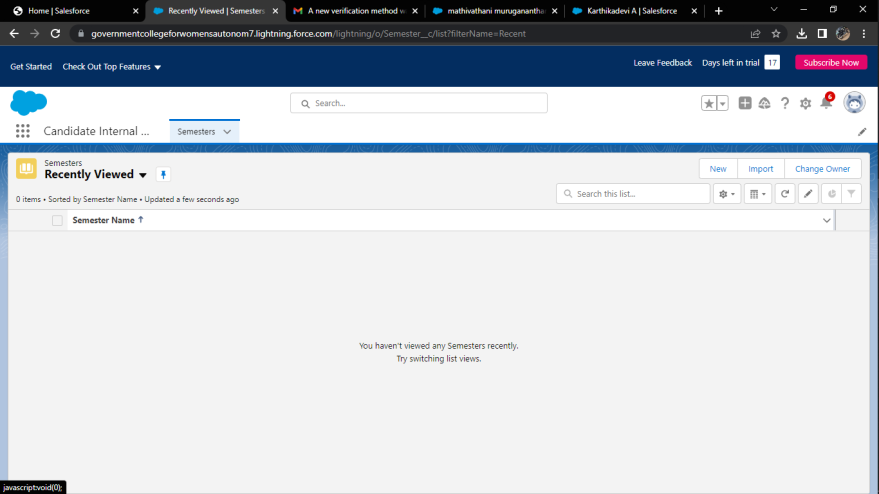 Home | Salesforce
Recently Viewed | Semesters
A new verification method w
mathivathani murugananthа
Karthikadevi A | Salesforce
governmentcollegeforwomensautonom7.lightning.force.com/lightning/o/Semester__c/list?filterName=Recent
Get Started Check Out Top Features
Leave Feedback Days left in trial 17 Subscribe Now
Search...
6
Candidate Internal ... Semesters
Semesters
Recently Viewed
New Import Change Owner
0 items • Sorted by Semester Name • Updated a few seconds ago
Search this list...
Semester Name ↑
You haven't viewed any Semesters recently.
Try switching list views.
javascript:void(0);